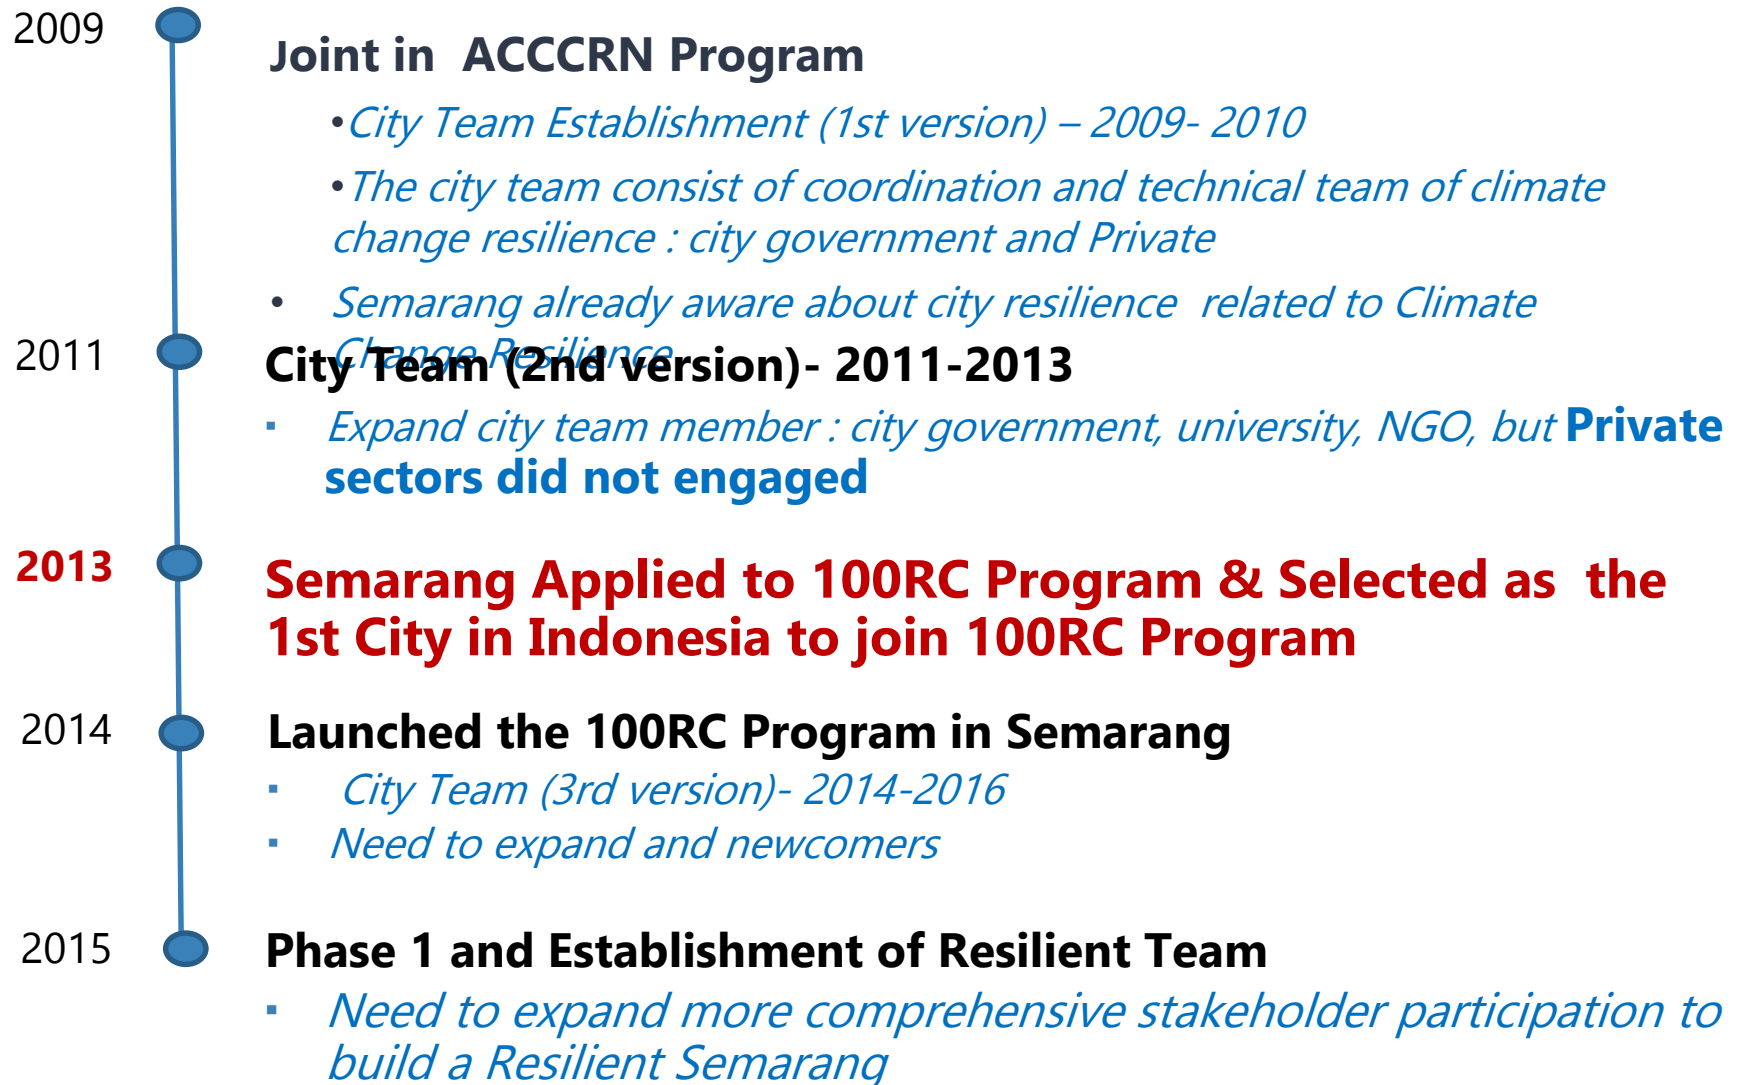 2009
Joint in  ACCCRN Program
•City Team Establishment (1st version) – 2009- 2010
•The city team consist of coordination and technical team of climate
change resilience : city government and Private
• Semarang already aware about city resilience  related to Climate
Change Resilience
2011
City Team (2nd version)- 2011-2013
▪ Expand city team member : city government, university, NGO, but Private
sectors did not engaged
2013
Semarang Applied to 100RC Program & Selected as  the
1st City in Indonesia to join 100RC Program
2014
Launched the 100RC Program in Semarang
▪ City Team (3rd version)- 2014-2016
▪ Need to expand and newcomers
2015
Phase 1 and Establishment of Resilient Team
▪ Need to expand more comprehensive stakeholder participation to
build a Resilient Semarang